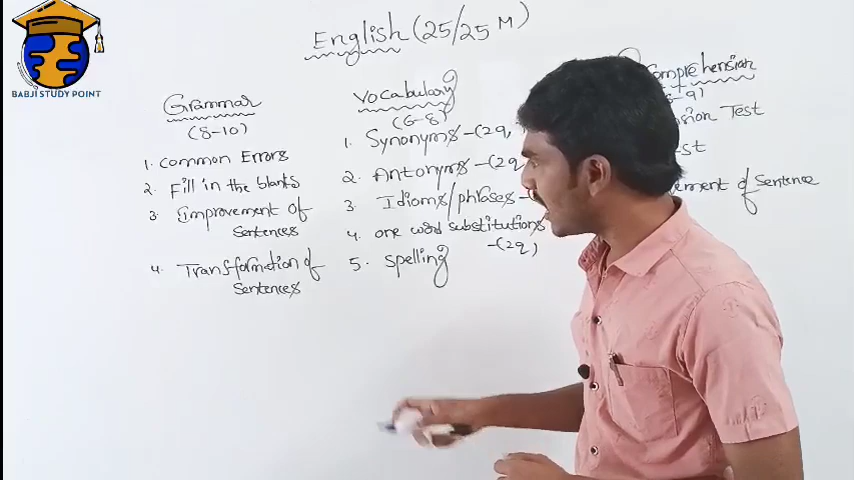 BABJI STUDY POINT
English (25/25 M)
Grammar
(8-10)
1. Common Errors
2. Fill in the blanks
3. Improvement of
Sentences
4. Transformation of
Sentences
Vocabulary
(6-8)
1. Synonyms - (2q,
2. Antonyms - (2q
3. Idioms/phrases - (
4. one word substitutions
- (2q)
5. Spelling
Comprehension
-9)
Test
ment of Sentence